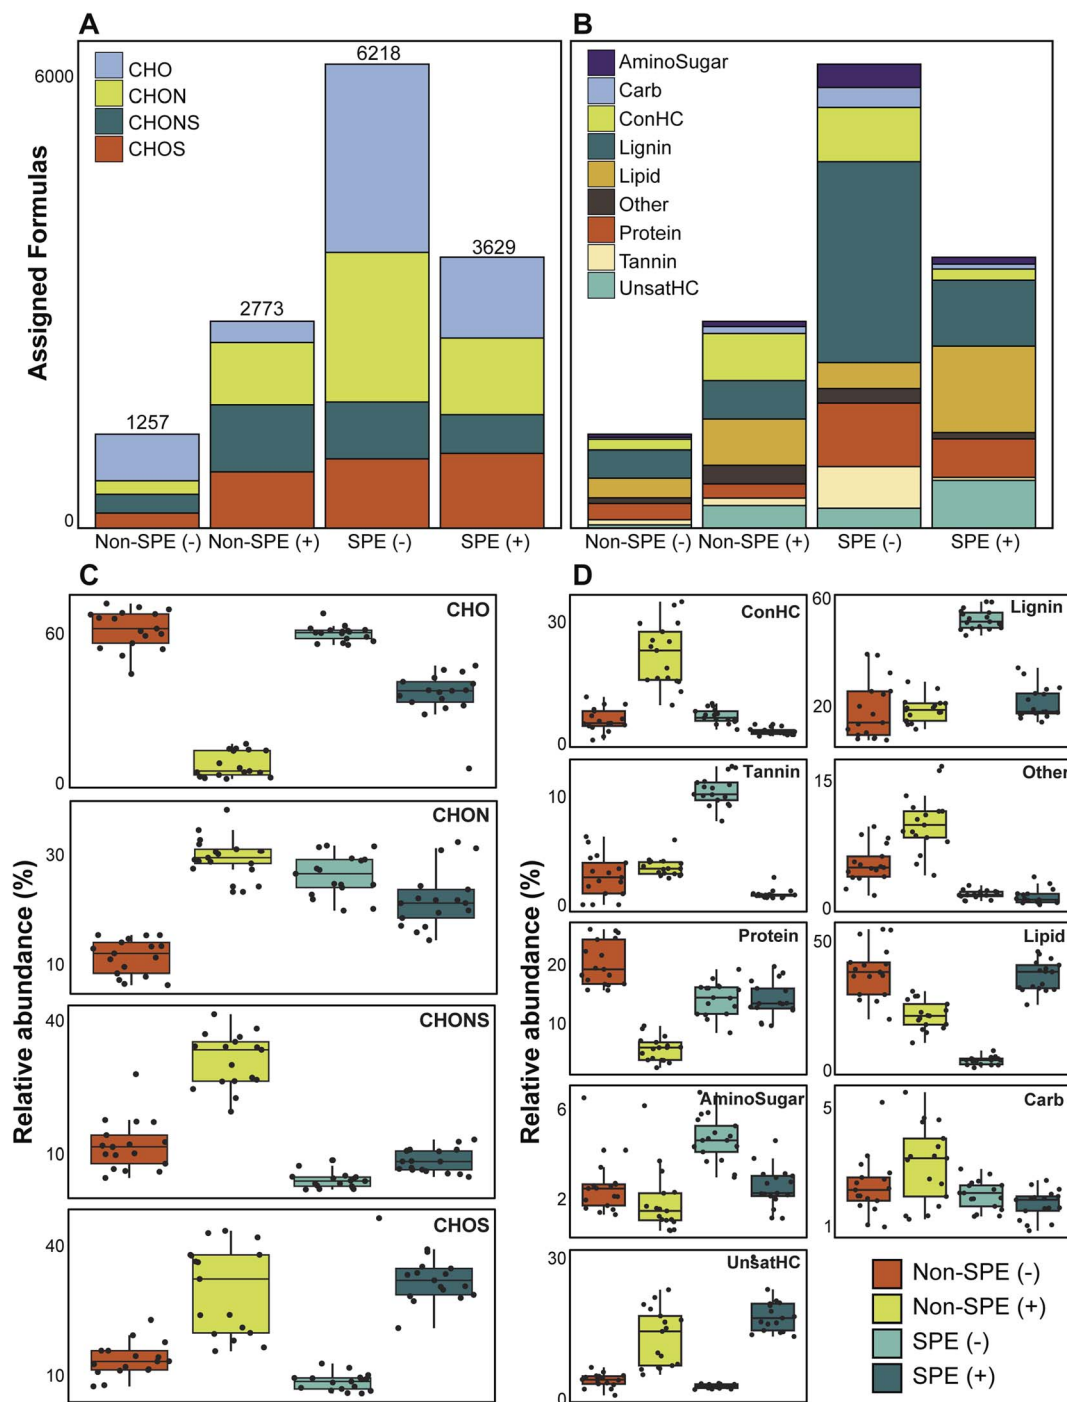 A
B
6000
0
Assigned Formulas
CHO
CHON
CHONS
CHOS
1257
2773
6218
3629
Non-SPE (-)
Non-SPE (+)
SPE (-)
SPE (+)
AminoSugar
Carb
ConHC
Lignin
Lipid
Other
Protein
Tannin
UnsatHC
Non-SPE (-)
Non-SPE (+)
SPE (-)
SPE (+)
C
Relative abundance (%)
CHO
60
0
CHON
30
10
CHONS
40
10
CHOS
40
10
D
Relative abundance (%)
ConHC
30
0
Lignin
60
20
Tannin
10
0
Other
15
0
Protein
20
10
Lipid
50
0
AminoSugar
6
2
Carb
5
1
UnsatHC
30
0
Non-SPE (-)
Non-SPE (+)
SPE (-)
SPE (+)